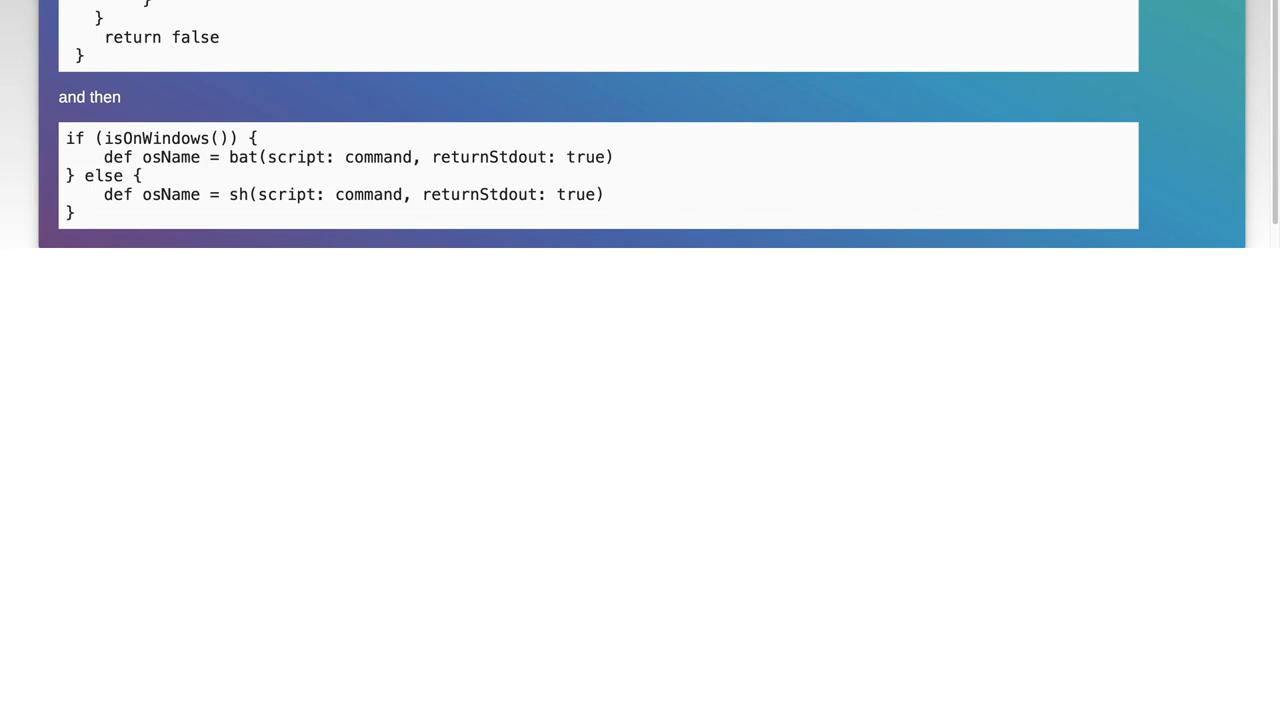 }
}
return false
}
and then
if (isOnWindows()) {
def osName = bat(script: command, returnStdout: true)
} else {
def osName = sh(script: command, returnStdout: true)
}